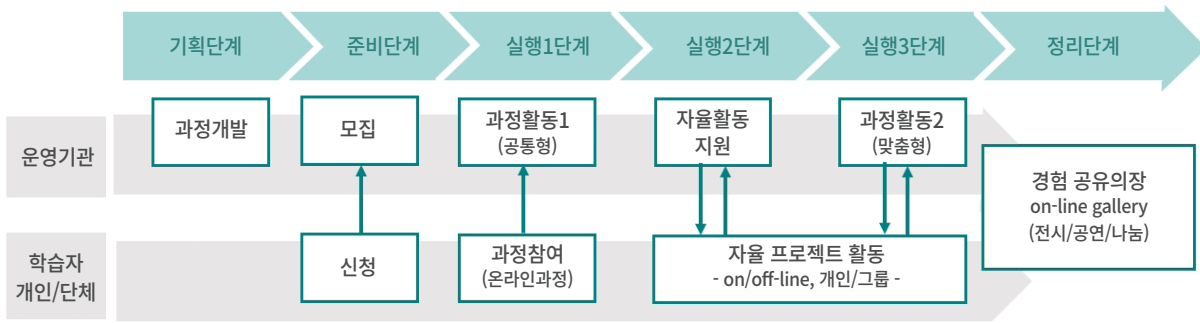 기획단계
준비단계
실행1단계
실행2단계
실행3단계
정리단계
운영기관
과정개발
모집
과정활동1
(공통형)
자율활동
지원
과정활동2
(맞춤형)
경험 공유의장
on-line gallery
(전시/공연/나눔)
학습자
개인/단체
신청
과정참여
(온라인과정)
자율 프로젝트 활동
- on/off-line, 개인/그룹 -